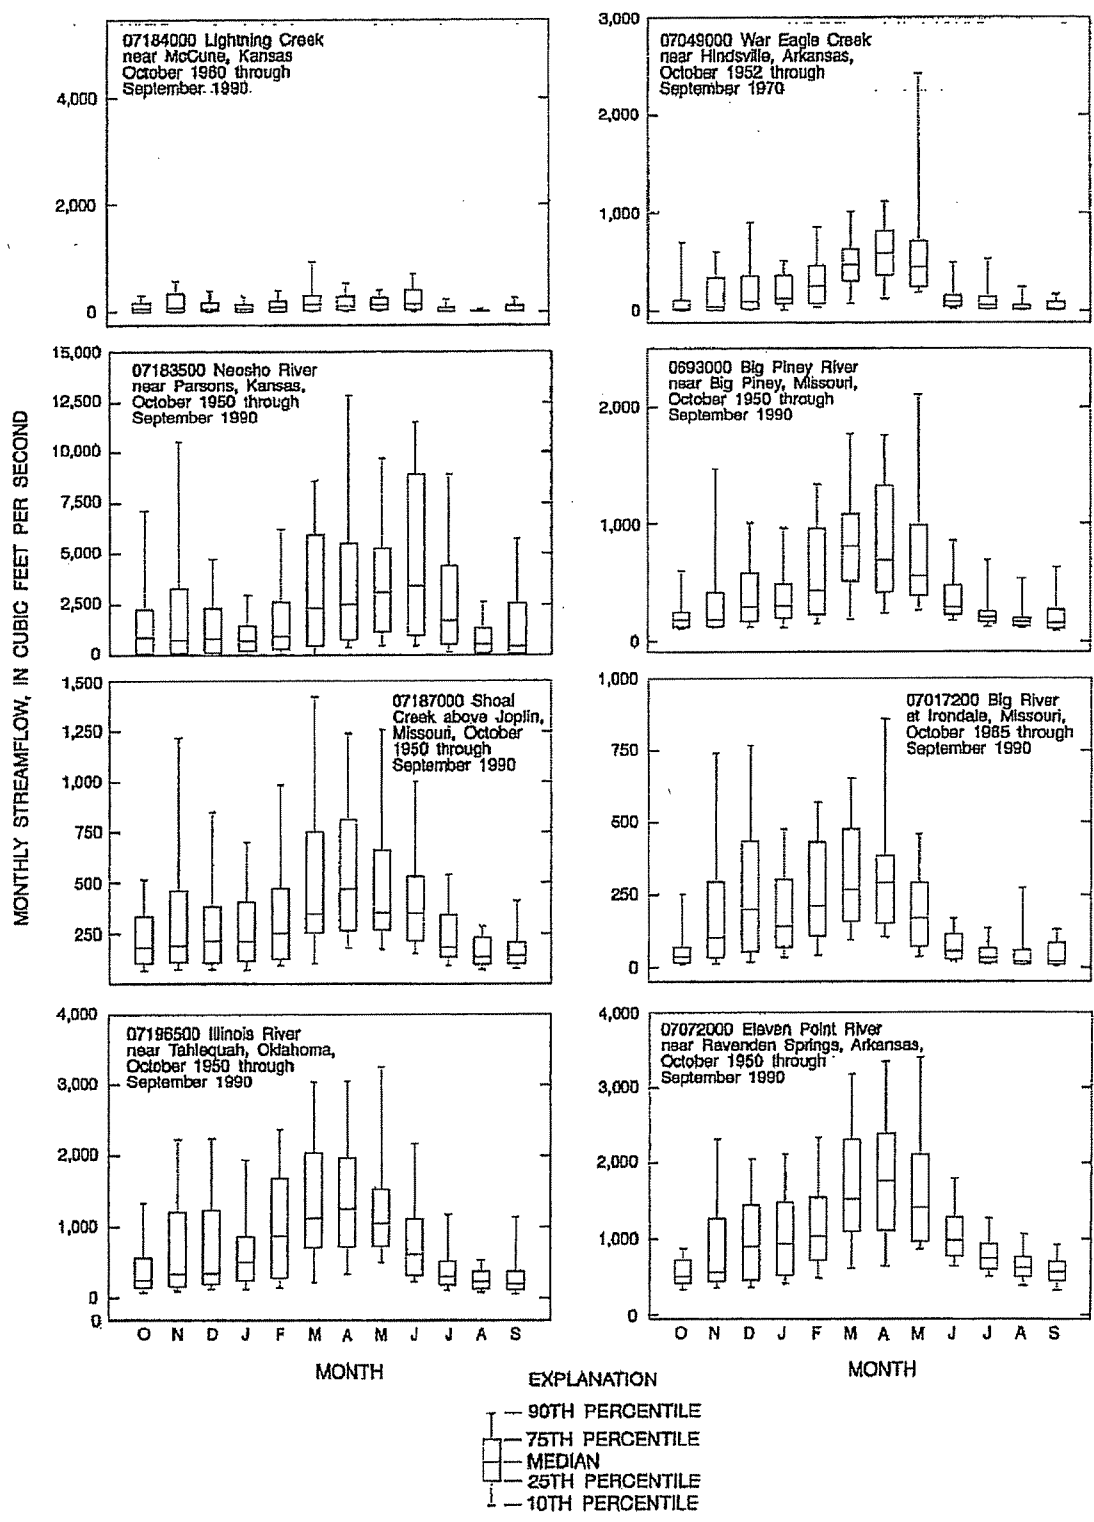 07184000 Lightning Creek
near McCune, Kansas
October 1960 through
September 1990
4,000
2,000
0
07049000 War Eagle Creek
near Hindsville, Arkansas,
October 1952 through
September 1970
3,000
2,000
1,000
0
MONTHLY STREAMFLOW, IN CUBIC FEET PER SECOND
07183500 Neosho River
near Parsons, Kansas,
October 1950 through
September 1990
15,000
12,500
10,000
7,500
5,000
2,500
0
0693000 Big Piney River
near Big Piney, Missouri,
October 1950 through
September 1990
2,000
1,000
0
07187000 Shoal
Creek above Joplin,
Missouri, October
1950 through
September 1990
1,500
1,250
1,000
750
500
250
07017200 Big River
at Irondale, Missouri,
October 1965 through
September 1990
1,000
750
500
250
0
07196500 Illinois River
near Tahlequah, Oklahoma,
October 1950 through
September 1990
4,000
3,000
2,000
1,000
0
0
O N D J F M A M J J A S
MONTH
07072000 Eleven Point River
near Ravenden Springs, Arkansas,
October 1950 through
September 1990
4,000
3,000
2,000
1,000
0
O N D J F M A M J J A S
MONTH
EXPLANATION
90TH PERCENTILE
75TH PERCENTILE
MEDIAN
25TH PERCENTILE
10TH PERCENTILE